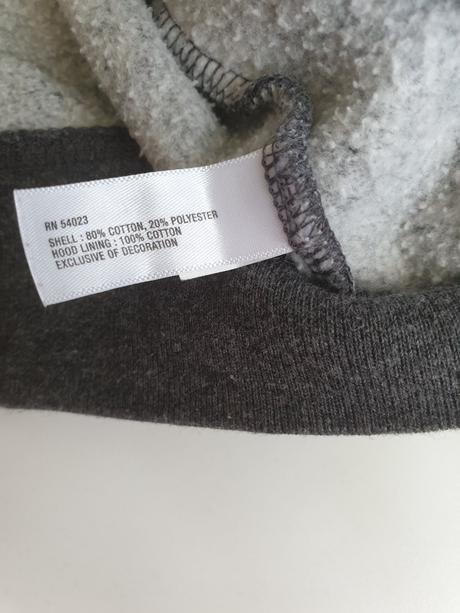 RN 54023
SHELL : 80% COTTON, 20% POLYESTER
HOOD LINING : 100% COTTON
EXCLUSIVE OF DECORATION